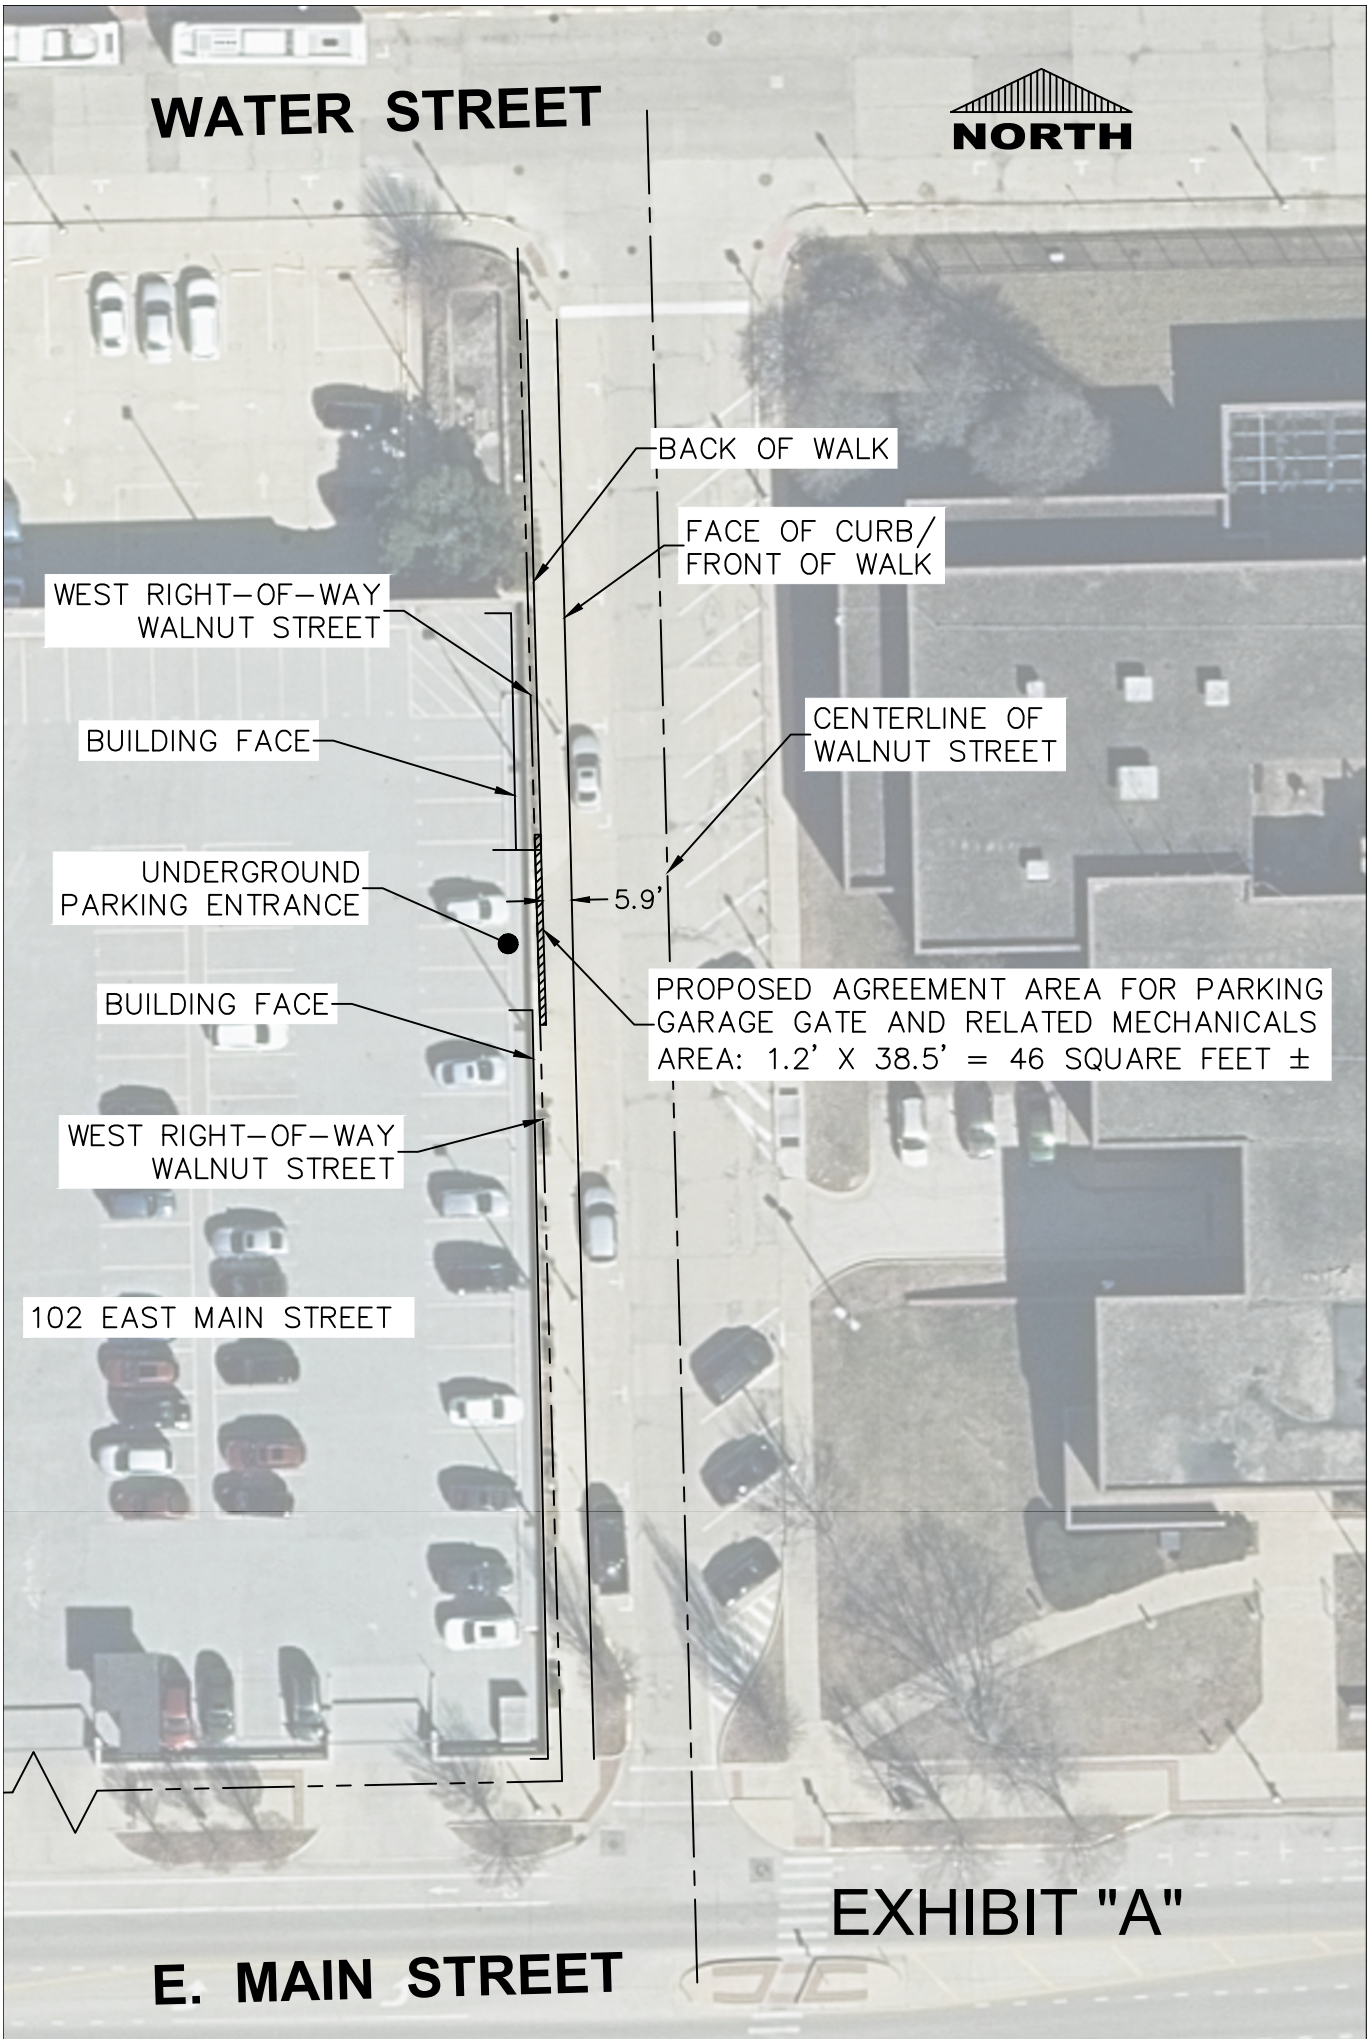 WATER STREET
NORTH
BACK OF WALK
FACE OF CURB/
FRONT OF WALK
WEST RIGHT-OF-WAY
WALNUT STREET
CENTERLINE OF
WALNUT STREET
BUILDING FACE
UNDERGROUND
PARKING ENTRANCE
5.9'
PROPOSED AGREEMENT AREA FOR PARKING
GARAGE GATE AND RELATED MECHANICALS
AREA: 1.2' X 38.5' = 46 SQUARE FEET ±
BUILDING FACE
WEST RIGHT-OF-WAY
WALNUT STREET
102 EAST MAIN STREET
EXHIBIT "A"
E. MAIN STREET